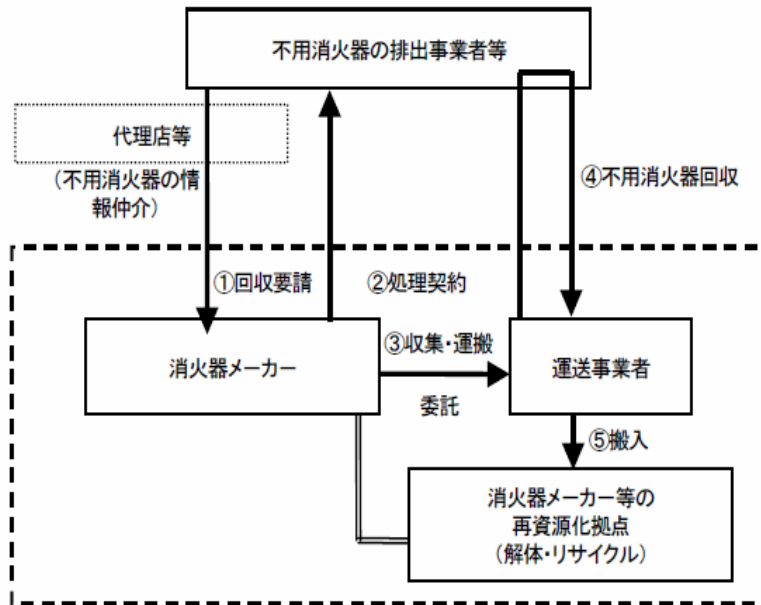 不用消火器の排出事業者等
代理店等
(不用消火器の情
報仲介)
④不用消火器回収
①回収要請
②処理契約
③収集・運搬
委託
消火器メーカー
運送事業者
⑤搬入
消火器メーカー等の
再資源化拠点
(解体・リサイクル)